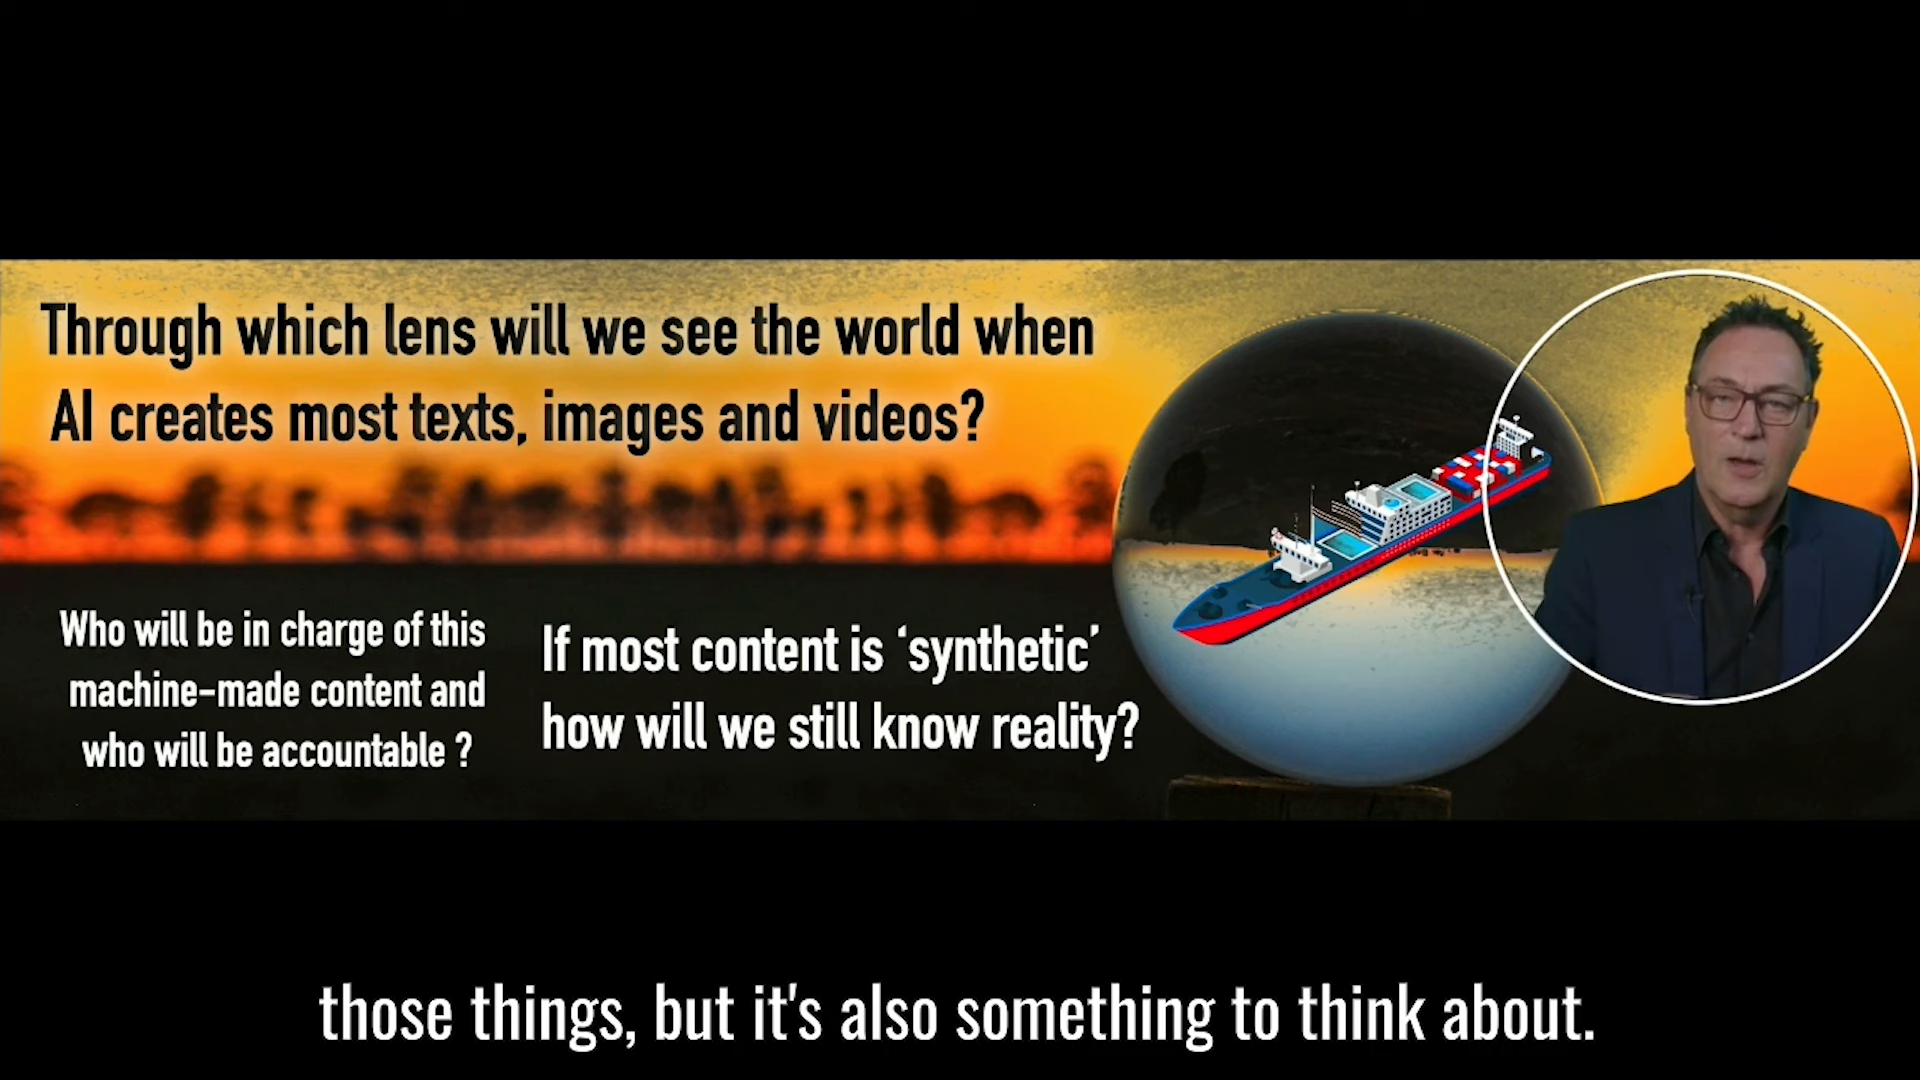 Through which lens will we see the world when
AI creates most texts, images and videos?
Who will be in charge of this
machine-made content and
who will be accountable ?
If most content is ‘synthetic’
how will we still know reality?
those things, but it's also something to think about.